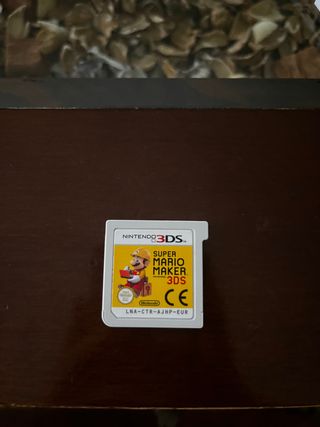 NINTENDO 3DS
SUPER
MARIO
MAKER
3DS
Nintendo
CE
LNA-CTR-AJHP-EUR